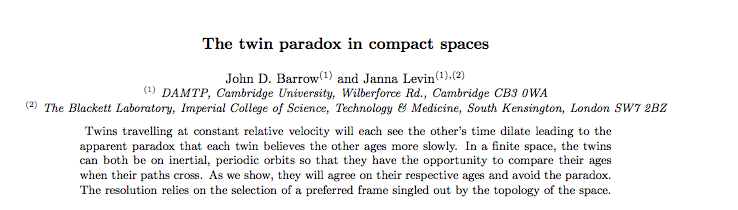 The twin paradox in compact spaces
John D. Barrow(1) and Janna Levin(1),(2)
(1) DAMTP, Cambridge University, Wilberforce Rd., Cambridge CB3 0WA
(2) The Blackett Laboratory, Imperial College of Science, Technology & Medicine, South Kensington, London SW7 2BZ
Twins travelling at constant relative velocity will each see the other's time dilate leading to the
apparent paradox that each twin believes the other ages more slowly. In a finite space, the twins
can both be on inertial, periodic orbits so that they have the opportunity to compare their ages
when their paths cross. As we show, they will agree on their respective ages and avoid the paradox.
The resolution relies on the selection of a preferred frame singled out by the topology of the space.